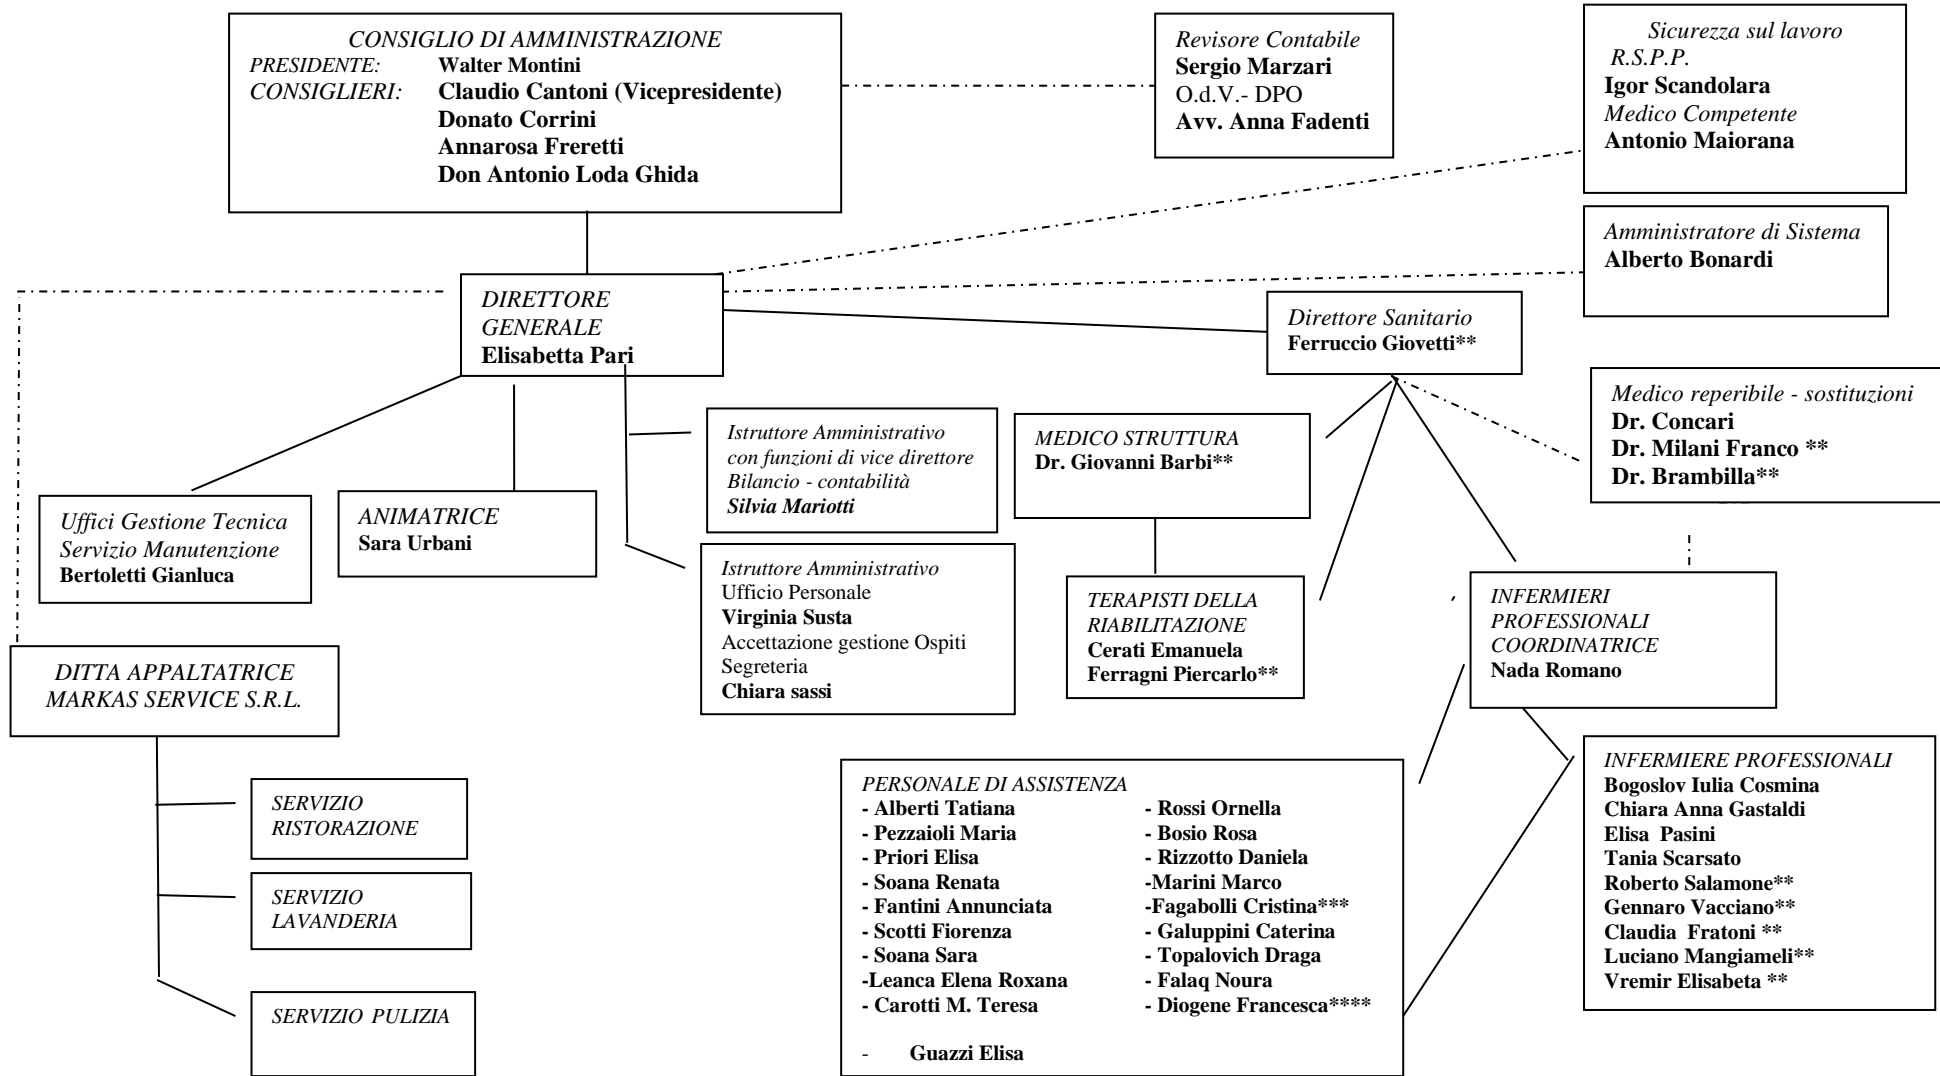 CONSIGLIO DI AMMINISTRAZIONE
PRESIDENTE: Walter Montini
CONSIGLIERI: Claudio Cantoni (Vicepresidente)
Donato Corrini
Annarosa Freretti
Don Antonio Loda Ghida
Revisore Contabile
Sergio Marzari
O.d.V.- DPO
Avv. Anna Fadenti
Sicurezza sul lavoro
R.S.P.P.
Igor Scandolara
Medico Competente
Antonio Maiorana
Amministratore di Sistema
Alberto Bonardi
DIRETTORE
GENERALE
Elisabetta Pari
Direttore Sanitario
Ferruccio Giovetti**
Medico reperibile - sostituzioni
Dr. Concari
Dr. Milani Franco **
Dr. Brambilla**
Istruttore Amministrativo
con funzioni di vice direttore
Bilancio - contabilità
Silvia Mariotti
MEDICO STRUTTURA
Dr. Giovanni Barbi**
Uffici Gestione Tecnica
Servizio Manutenzione
Bertoletti Gianluca
ANIMATRICE
Sara Urbani
Istruttore Amministrativo
Ufficio Personale
Virginia Susta
Accettazione gestione Ospiti
Segreteria
Chiara sassi
TERAPISTI DELLA
RIABILITAZIONE
Cerati Emanuela
Ferragni Piercarlo**
INFERMIERI
PROFESSIONALI
COORDINATRICE
Nada Romano
DITTA APPALTATRICE
MARKAS SERVICE S.R.L.
SERVIZIO
RISTORAZIONE
SERVIZIO
LAVANDERIA
SERVIZIO PULIZIA
PERSONALE DI ASSISTENZA
- Alberti Tatiana - Rossi Ornella
- Pezzaioli Maria - Bosio Rosa
- Priori Elisa - Rizzotto Daniela
- Soana Renata -Marini Marco
- Fantini Annunciata -Fagabolli Cristina***
- Scotti Fiorenza - Galuppini Caterina
- Soana Sara - Topalovich Draga
-Leanca Elena Roxana - Falaq Noura
- Carotti M. Teresa - Diogene Francesca****
- Guazzi Elisa
INFERMIERE PROFESSIONALI
Bogoslov Iulia Cosmina
Chiara Anna Gastaldi
Elisa Pasini
Tania Scarsato
Roberto Salamone**
Gennaro Vacciano**
Claudia Fratoni **
Luciano Mangiameli**
Vremir Elisabeta **